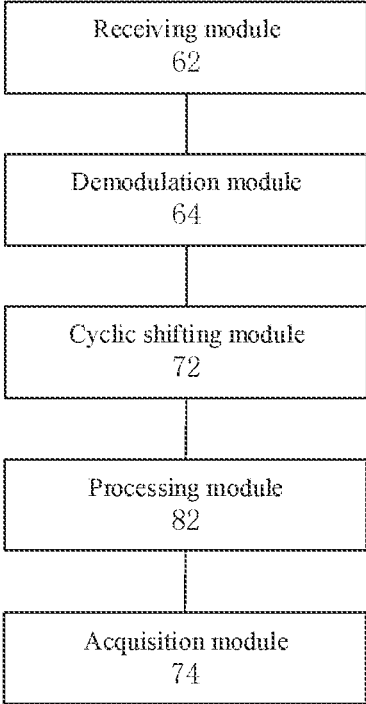 Receiving module
62
Demodulation module
64
Cyclic shifting module
72
Processing module
82
Acquisition module
74